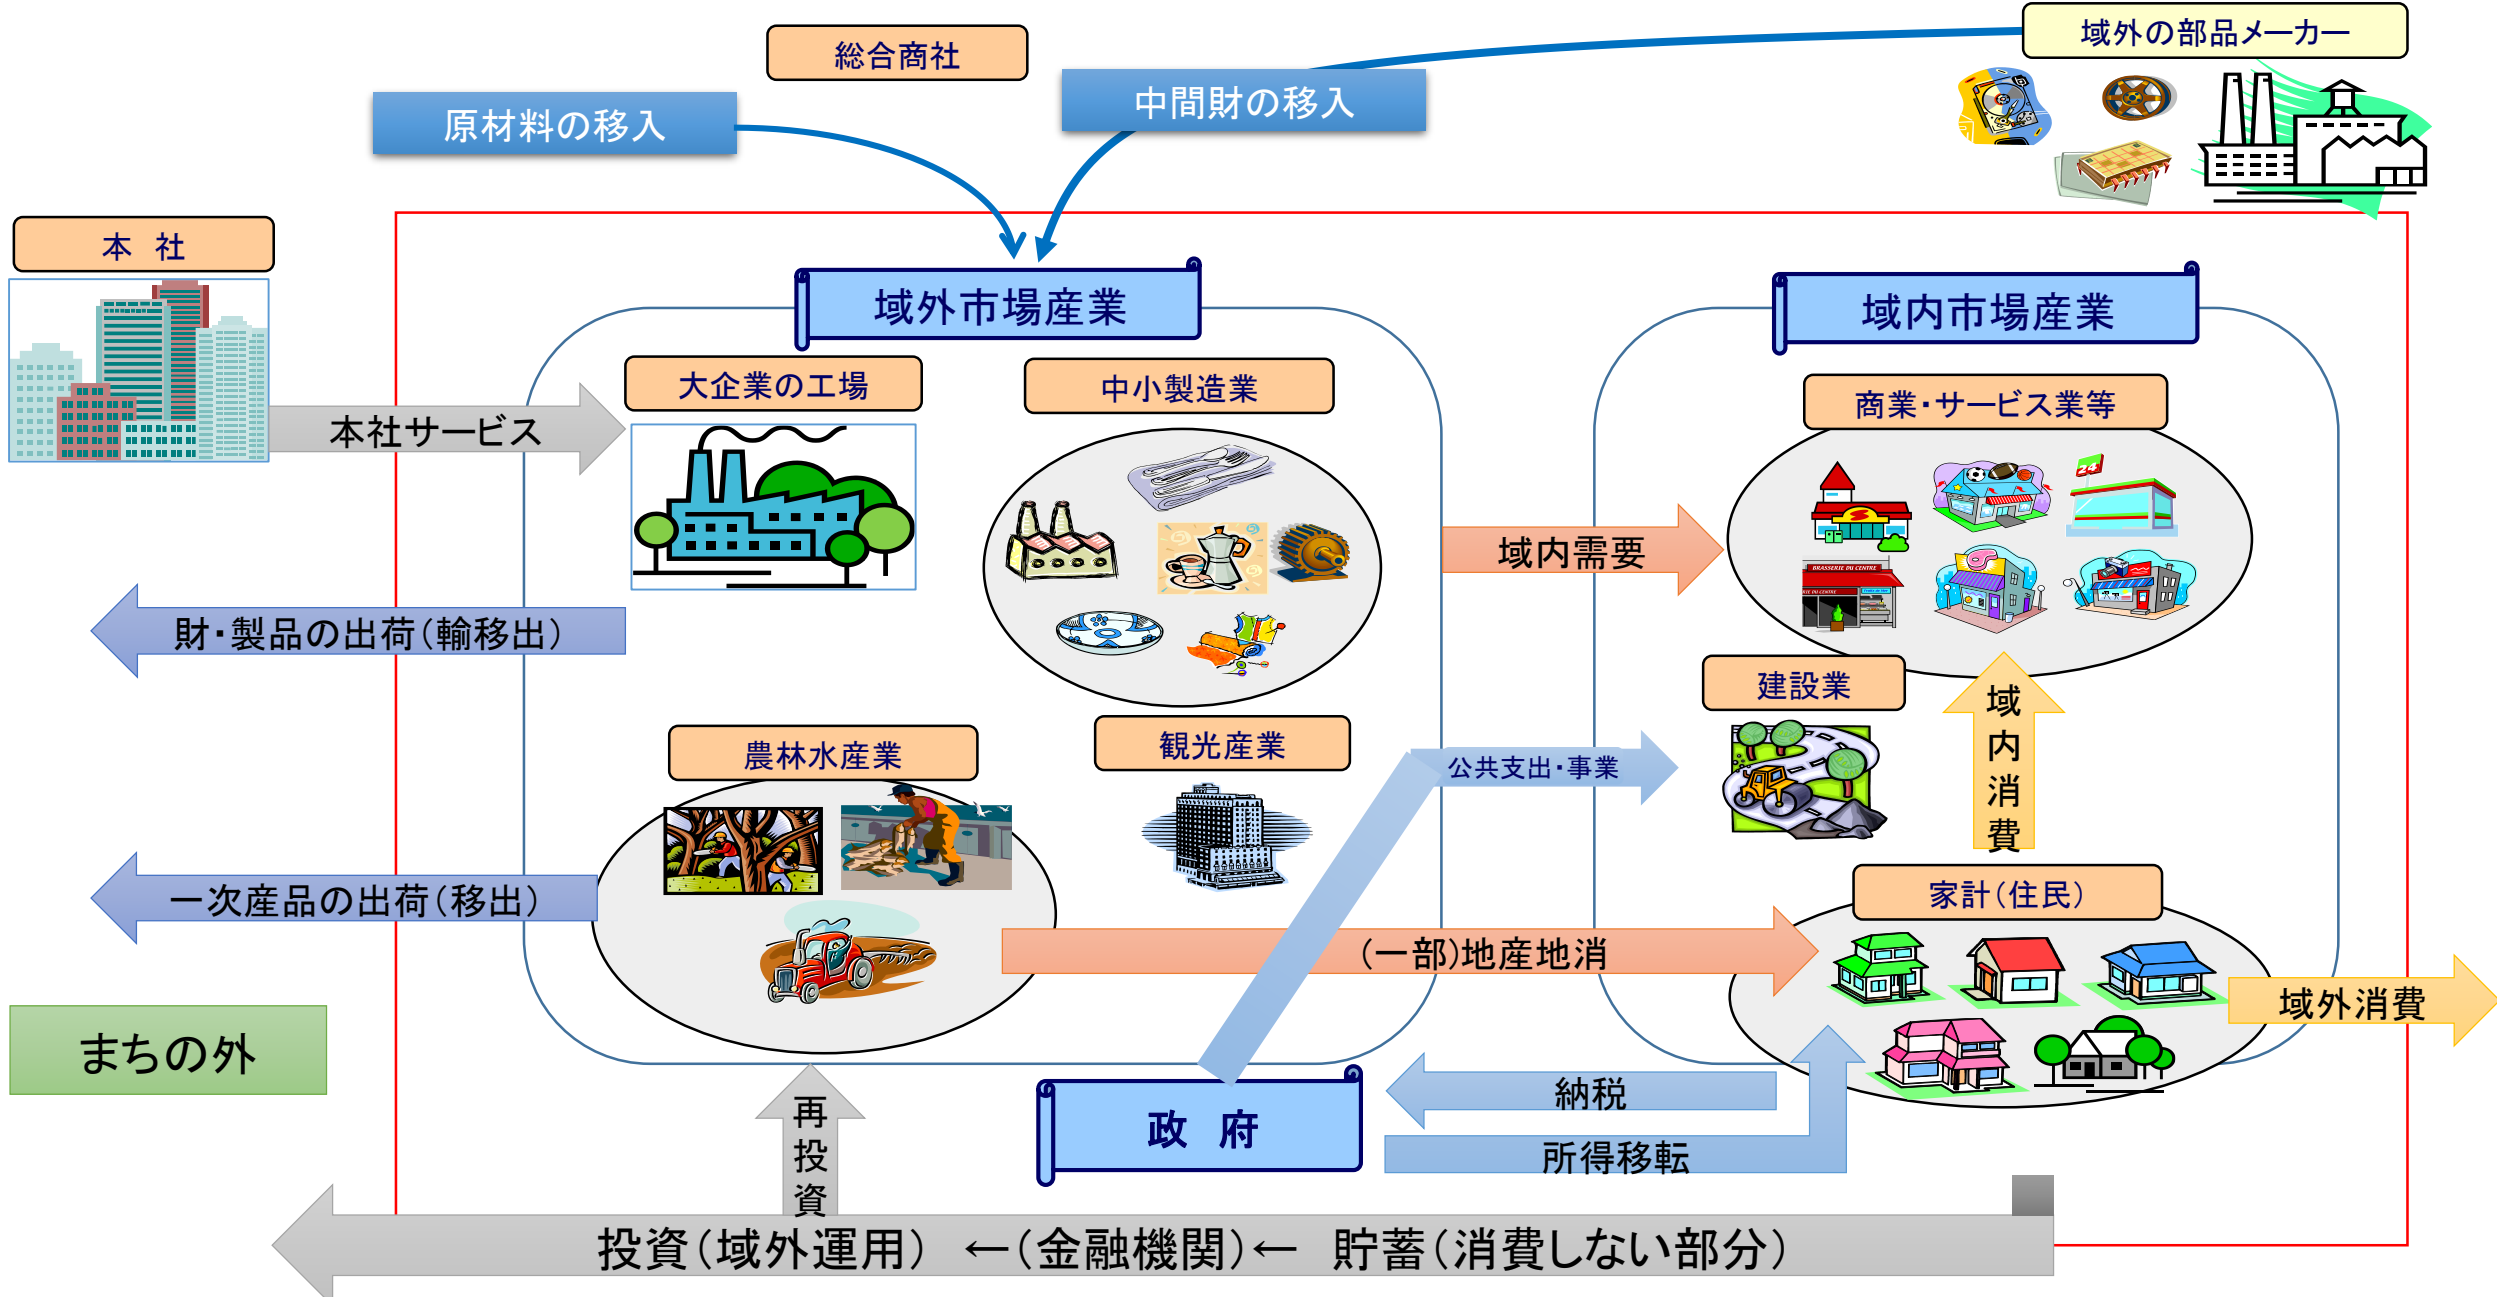 域外の部品メーカー
総合商社
中間財の移入
原材料の移入
本　社
域外市場産業
域内市場産業
大企業の工場
中小製造業
商業・サービス業等
本社サービス
24
域内需要
BRASSERIE DU CENTRE
財・製品の出荷（輸移出）
建設業
域内消費
農林水産業
観光産業
公共支出・事業
一次産品の出荷（移出）
家計（住民）
（一部）地産地消
域外消費
まちの外
納税
再投資
政　府
所得移転
投資（域外運用）　←（金融機関）←　貯蓄（消費しない部分）